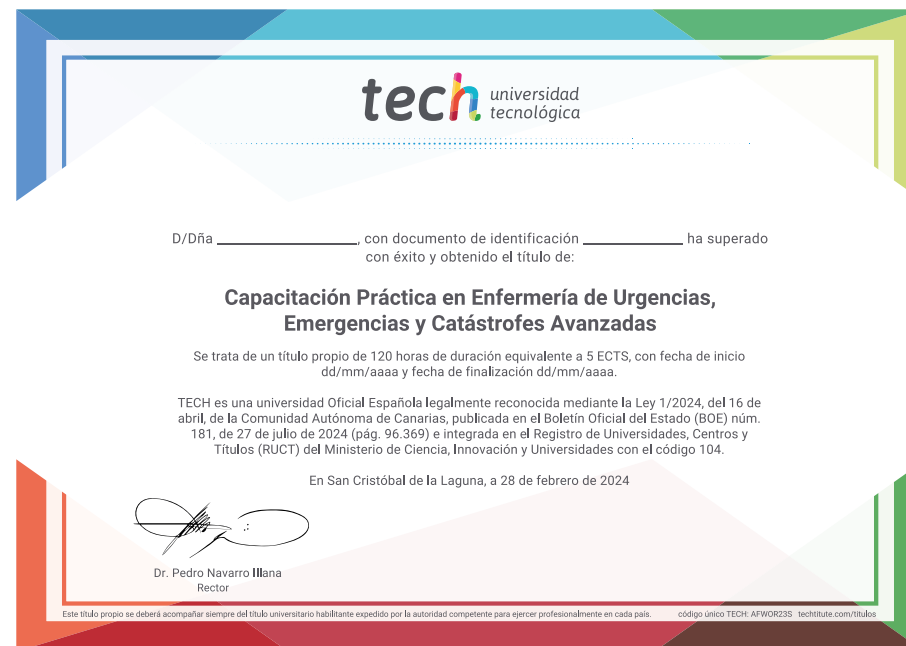 tech universidad
tecnológica
D/Dña ____________________, con documento de identificación ______________ ha superado
con éxito y obtenido el título de:
Capacitación Práctica en Enfermería de Urgencias,
Emergencias y Catástrofes Avanzadas
Se trata de un título propio de 120 horas de duración equivalente a 5 ECTS, con fecha de inicio
dd/mm/aaaa y fecha de finalización dd/mm/aaaa.
TECH es una universidad Oficial Española legalmente reconocida mediante la Ley 1/2024, del 16 de
abril, de la Comunidad Autónoma de Canarias, publicada en el Boletín Oficial del Estado (BOE) núm.
181, de 27 de julio de 2024 (pág. 96.369) e integrada en el Registro de Universidades, Centros y
Títulos (RUCT) del Ministerio de Ciencia, Innovación y Universidades con el código 104.
En San Cristóbal de la Laguna, a 28 de febrero de 2024
Dr. Pedro Navarro Illana
Rector
Este título propio se deberá acompañar siempre del título universitario habilitante expedido por la autoridad competente para ejercer profesionalmente en cada país. código único TECH: AFWOR23S techtitute.com/titulos